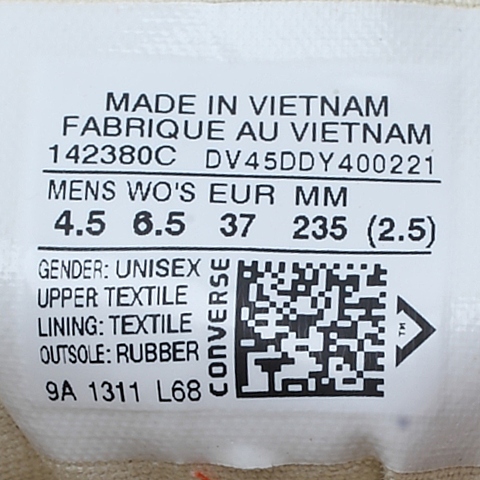 MADE IN VIETNAM
FABRIQUE AU VIETNAM
142380C DV45DDY400221
MENS WO'S EUR MM
4.5 6.5 37 235 (2.5)
GENDER: UNISEX
UPPER TEXTILE
LINING: TEXTILE
OUTSOLE: RUBBER
9A 1311 L68
CONVERSE
TM